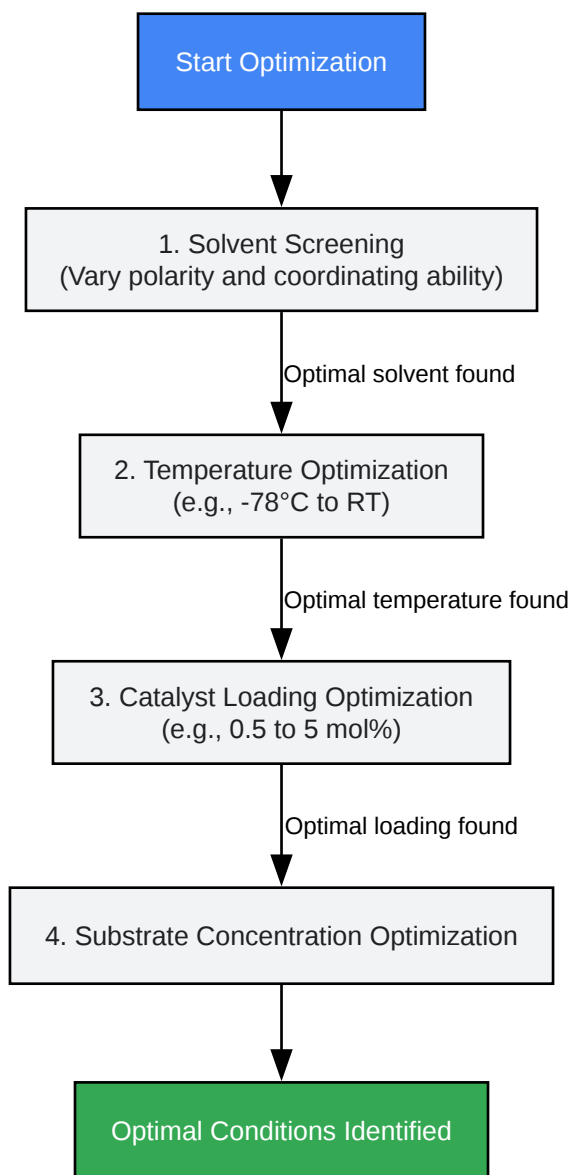 Start Optimization
1. Solvent Screening
(Vary polarity and coordinating ability)
Optimal solvent found
2. Temperature Optimization
(e.g., -78°C to RT)
Optimal temperature found
3. Catalyst Loading Optimization
(e.g., 0.5 to 5 mol%)
Optimal loading found
4. Substrate Concentration Optimization
Optimal Conditions Identified